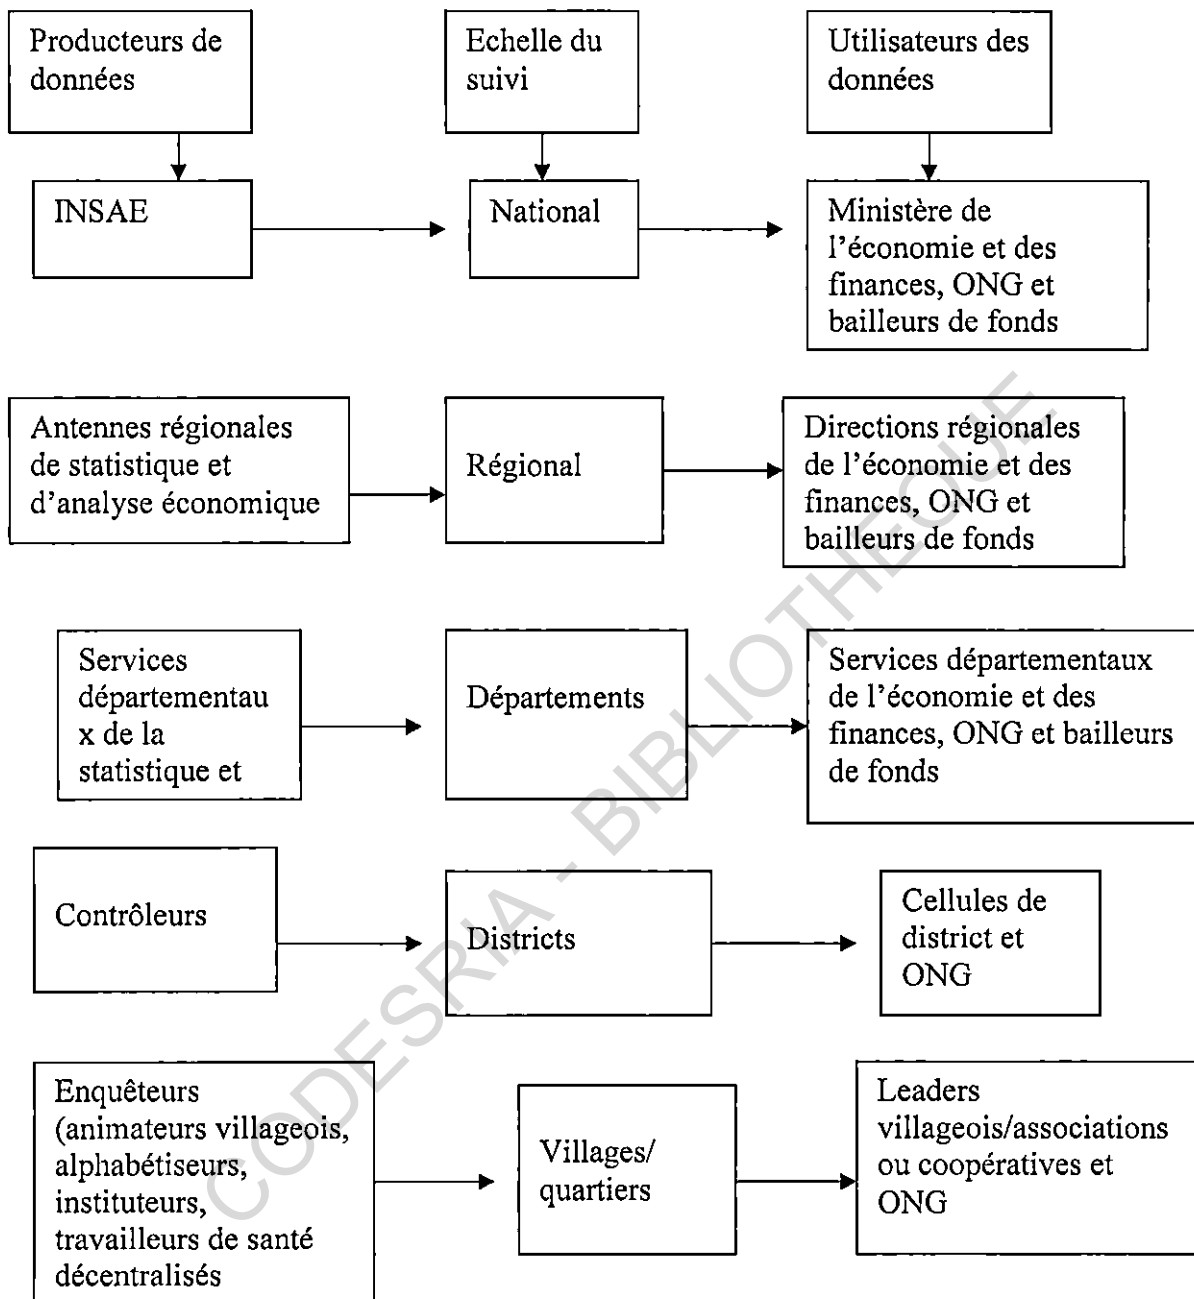 Producteurs de
données
Echelle du
suivi
Utilisateurs des
données
INSAE
National
Ministère de
l'économie et des
finances, ONG et
bailleurs de fonds
Antennes régionales
de statistique et
d'analyse économique
Régional
Directions régionales
de l'économie et des
finances, ONG et
bailleurs de fonds
Services
départementau
x de la
statistique et
Départements
Services départementaux
de l'économie et des
finances, ONG et bailleurs
de fonds
Contrôleurs
Districts
Cellules de
district et
ONG
Enquêteurs
(animateurs villageois,
alphabétiseurs,
instituteurs,
travailleurs de santé
décentralisés
Villages/
quartiers
Leaders
villageois/associations
ou coopératives et
ONG
CODESRIA - BIBLIOTHEQUE